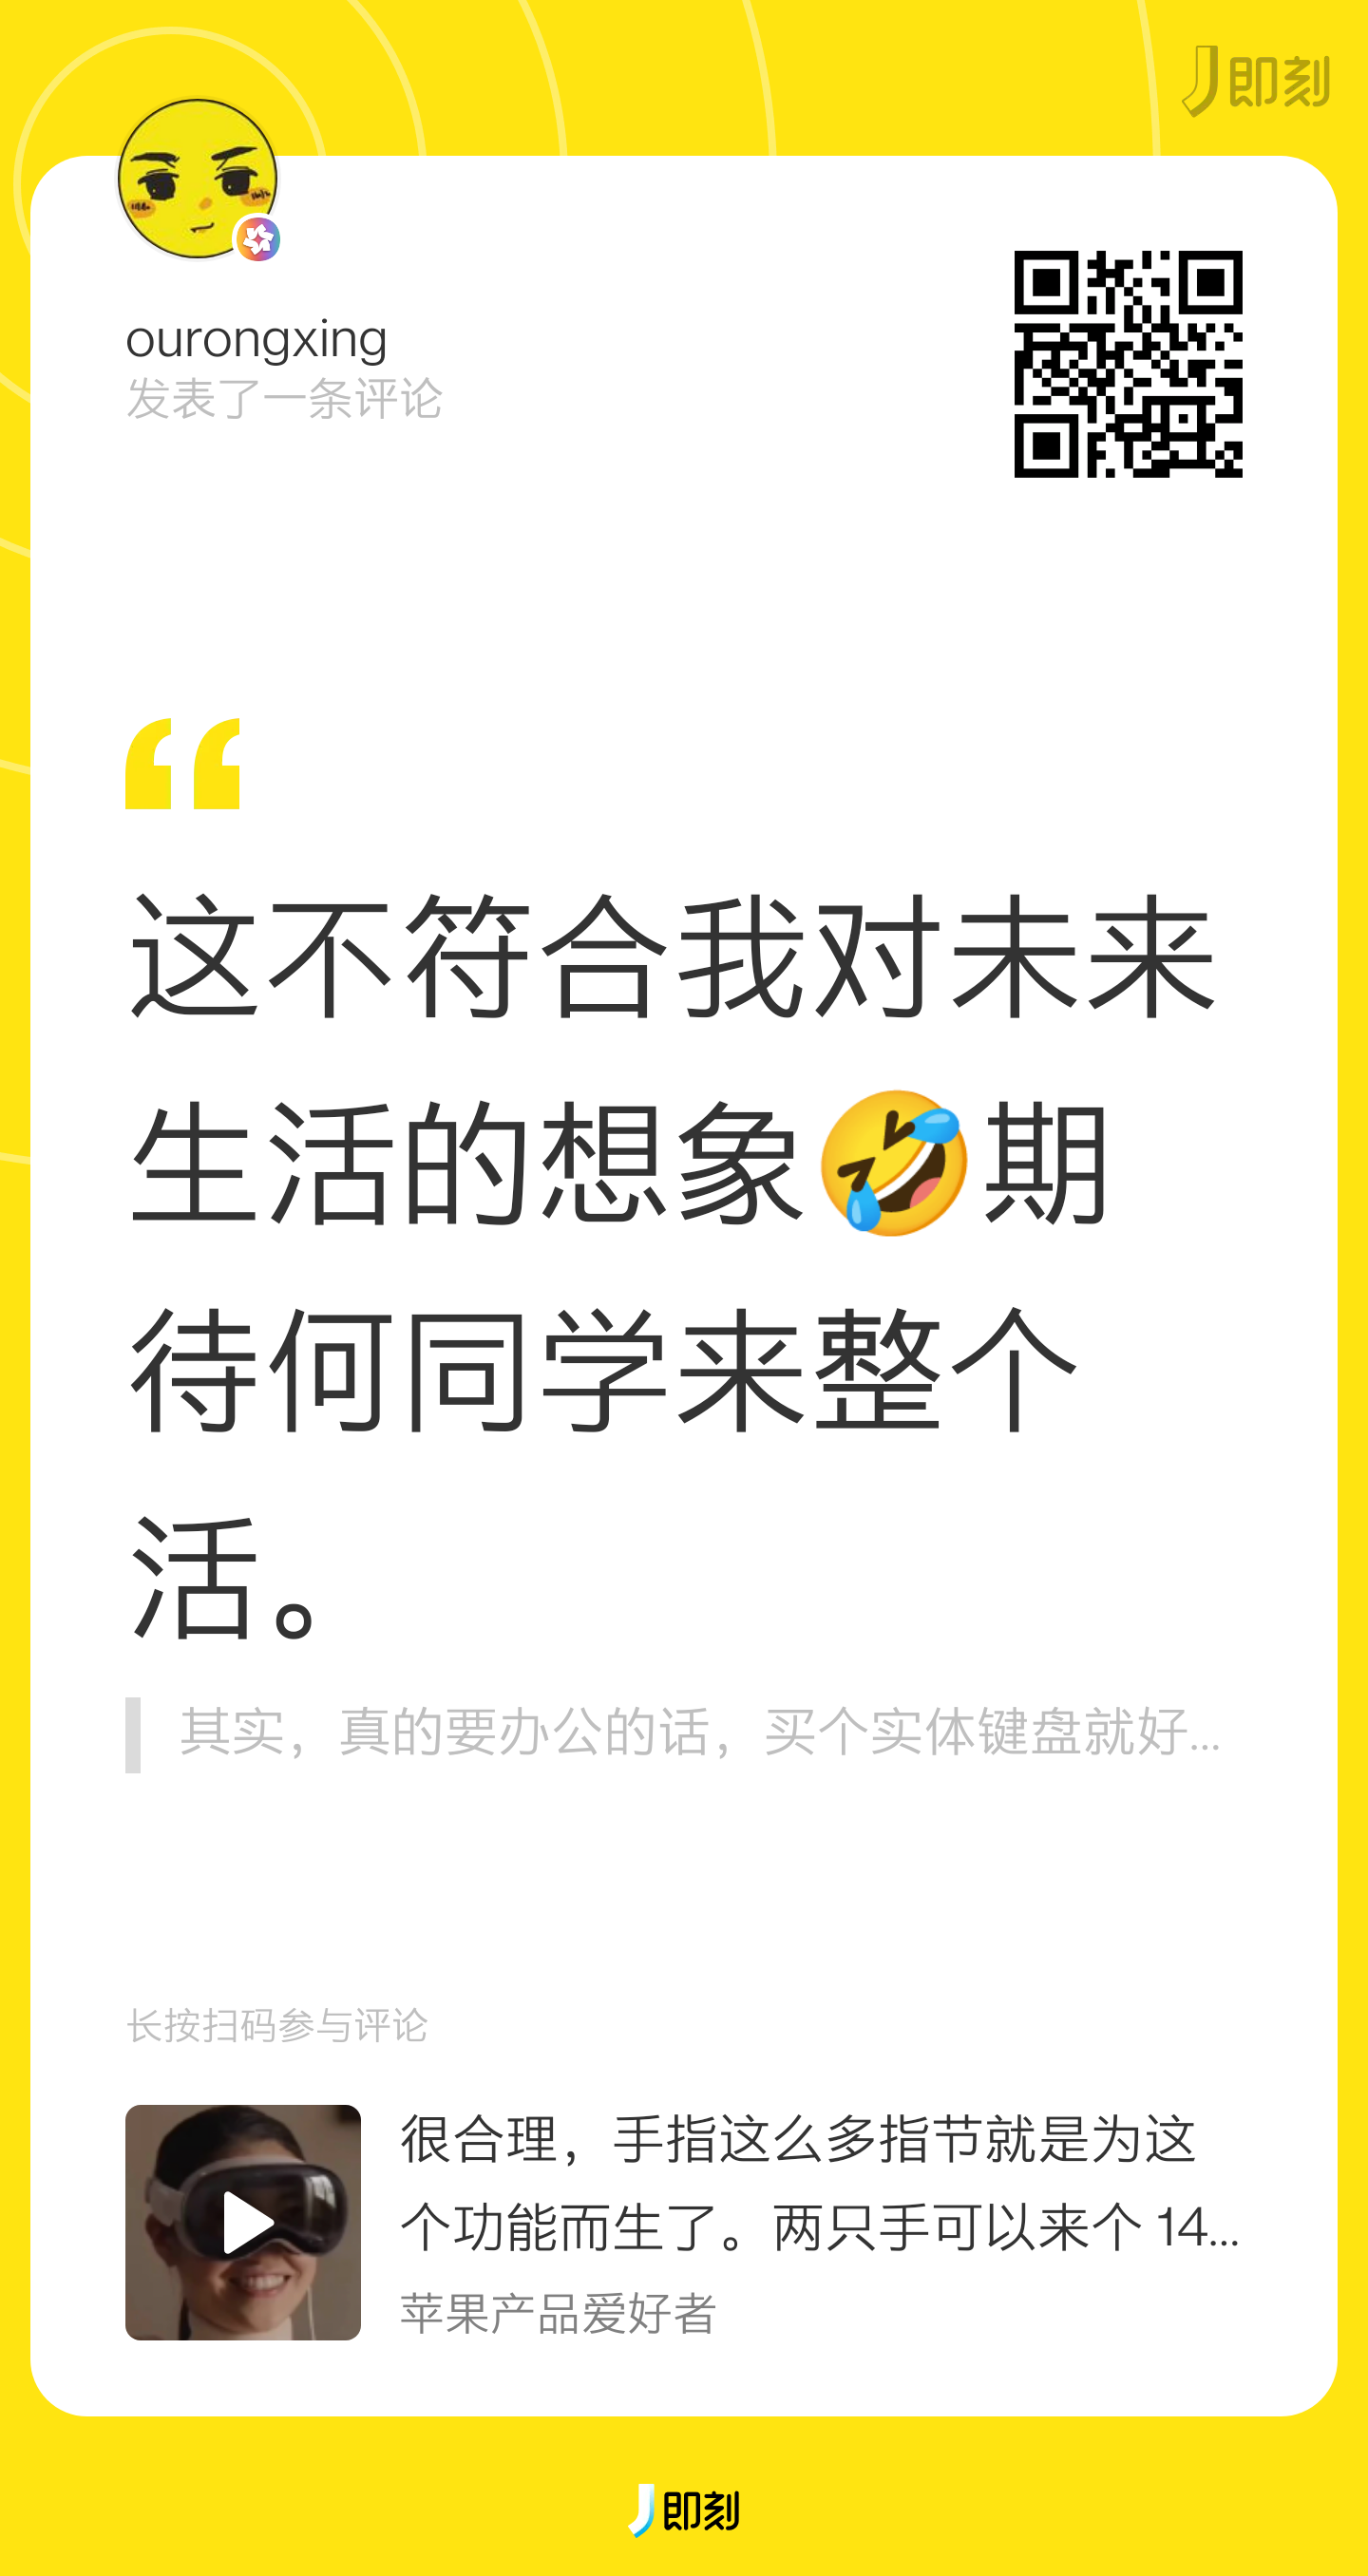 即刻
ourongxing
发表了一条评论
这不符合我对未来
生活的想象🤣期
待何同学来整个
活。
其实，真的要办公的话，买个实体键盘就好...
长按扫码参与评论
很合理，手指这么多指节就是为这
个功能而生了。两只手可以来个 14...
苹果产品爱好者
即刻